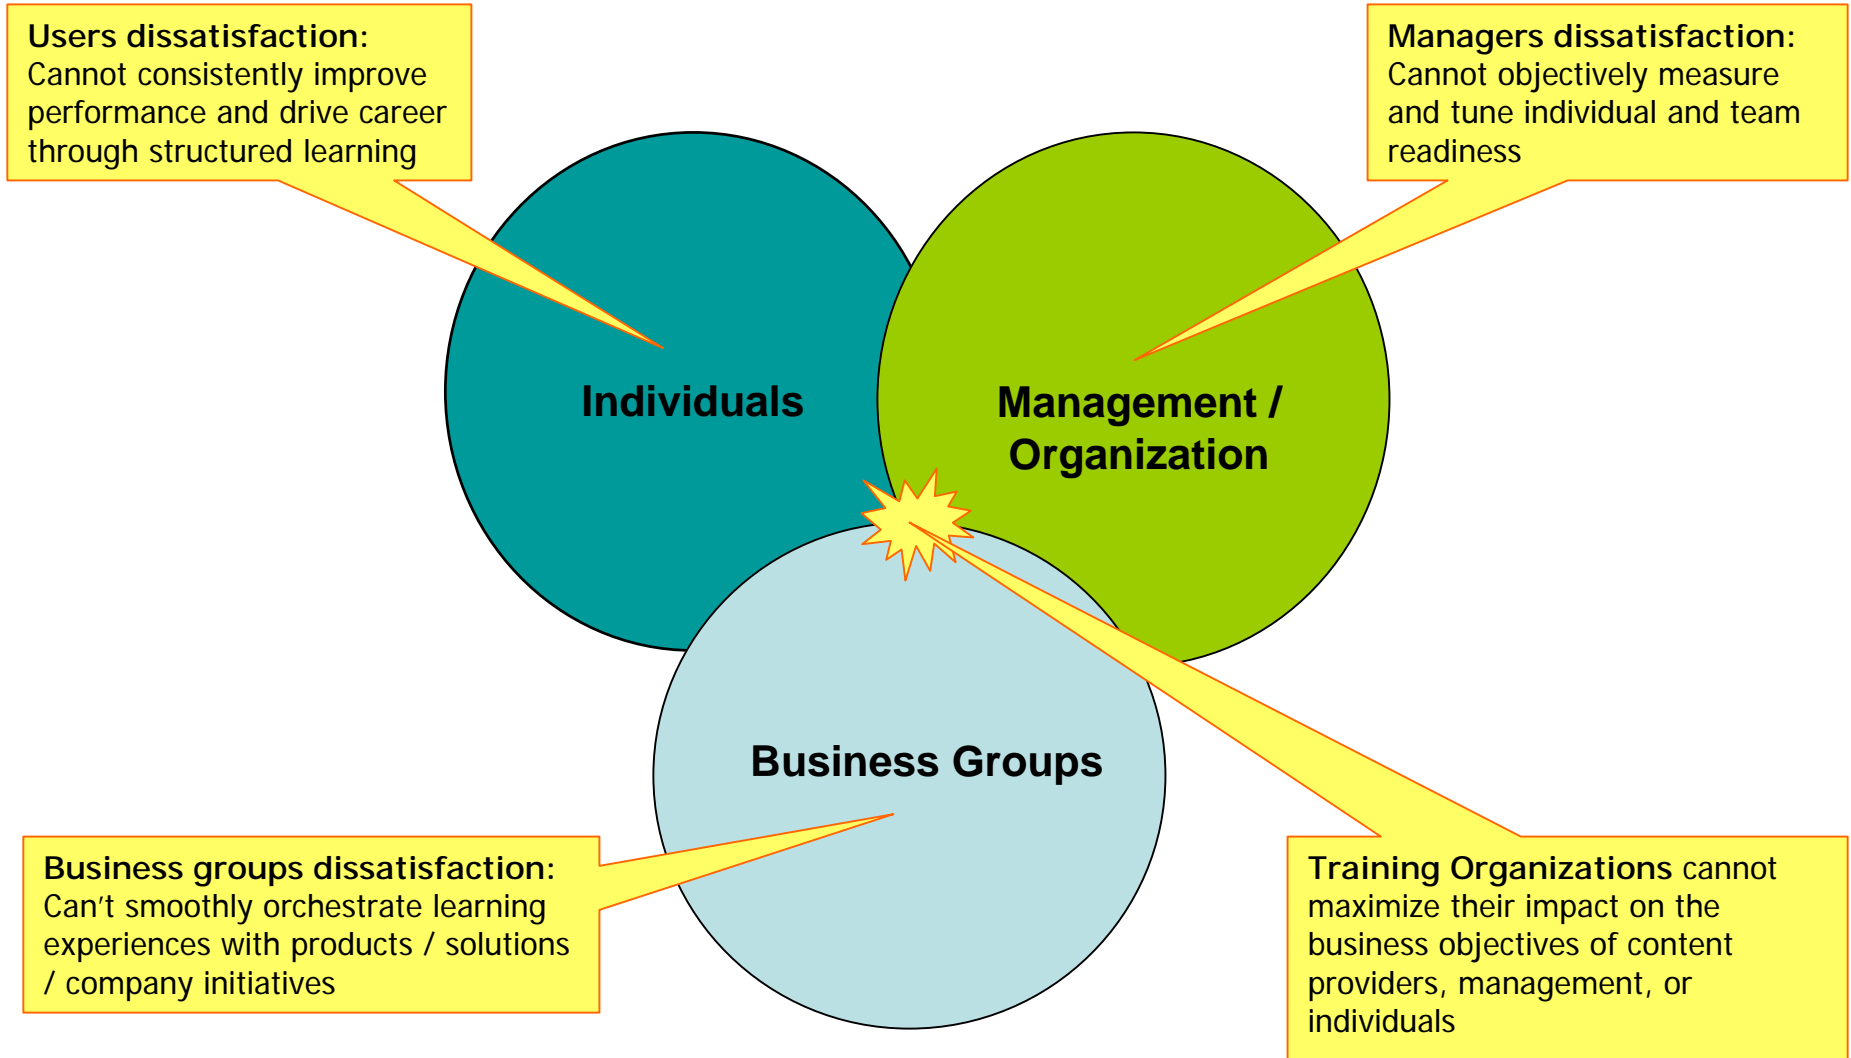 Users dissatisfaction:
Cannot consistently improve
performance and drive career
through structured learning
Managers dissatisfaction:
Cannot objectively measure
and tune individual and team
readiness
Individuals
Management /
Organization
Business Groups
Business groups dissatisfaction:
Can't smoothly orchestrate learning
experiences with products / solutions
/ company initiatives
Training Organizations cannot
maximize their impact on the
business objectives of content
providers, management, or
individuals